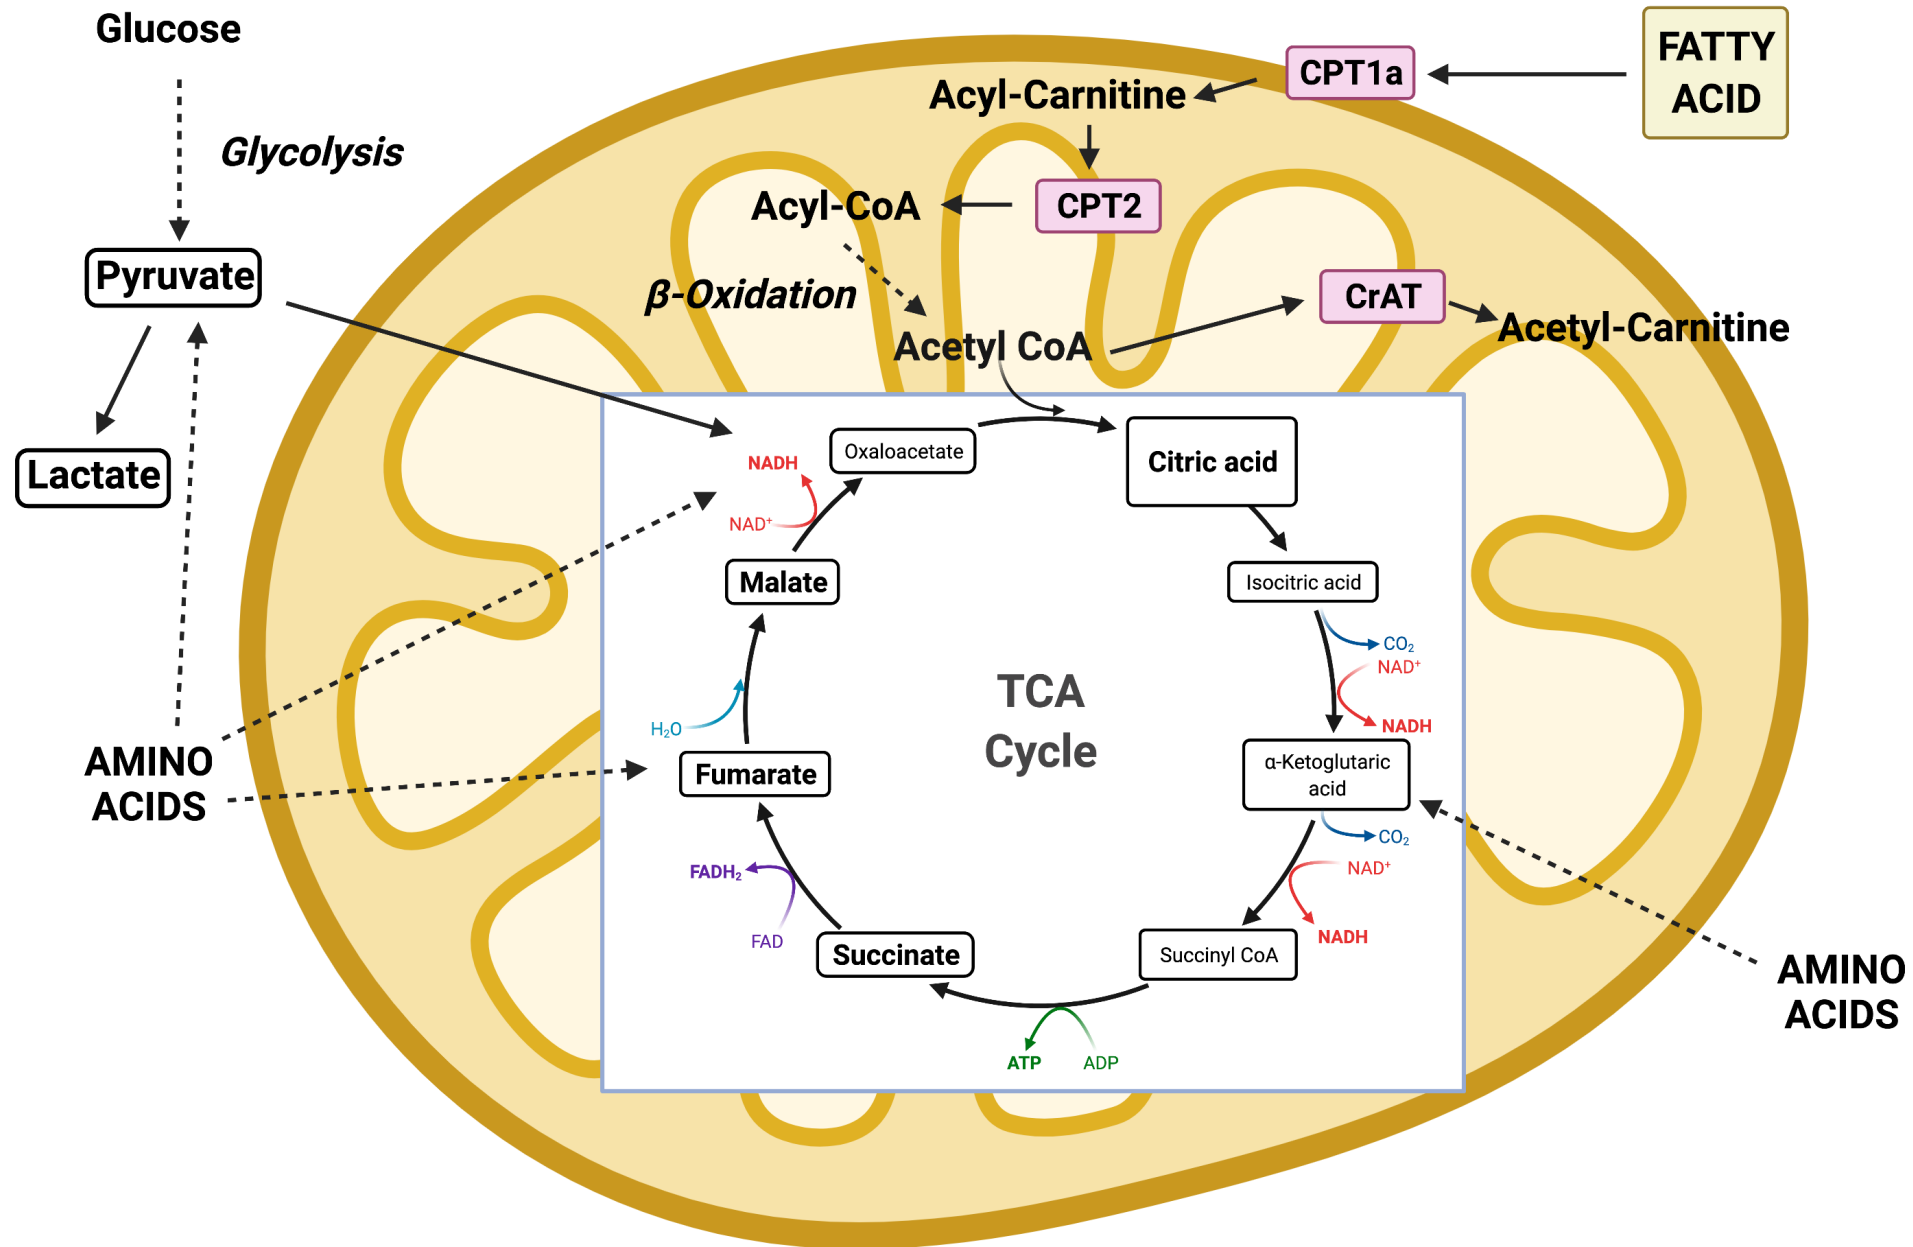 Glucose
Glycolysis
Pyruvate
Lactate
AMINO
ACIDS
FATTY
ACID
CPT1a
Acyl-Carnitine
CPT2
Acyl-CoA
β-Oxidation
Acetyl CoA
CrAT
Acetyl-Carnitine
Oxaloacetate
Citric acid
NADH
NAD⁺
Malate
Isocitric acid
CO₂
NAD⁺
NADH
TCA
Cycle
H₂O
Fumarate
α-Ketoglutaric
acid
CO₂
NAD⁺
NADH
FADH₂
FAD
Succinate
Succinyl CoA
ATP
ADP
AMINO
ACIDS